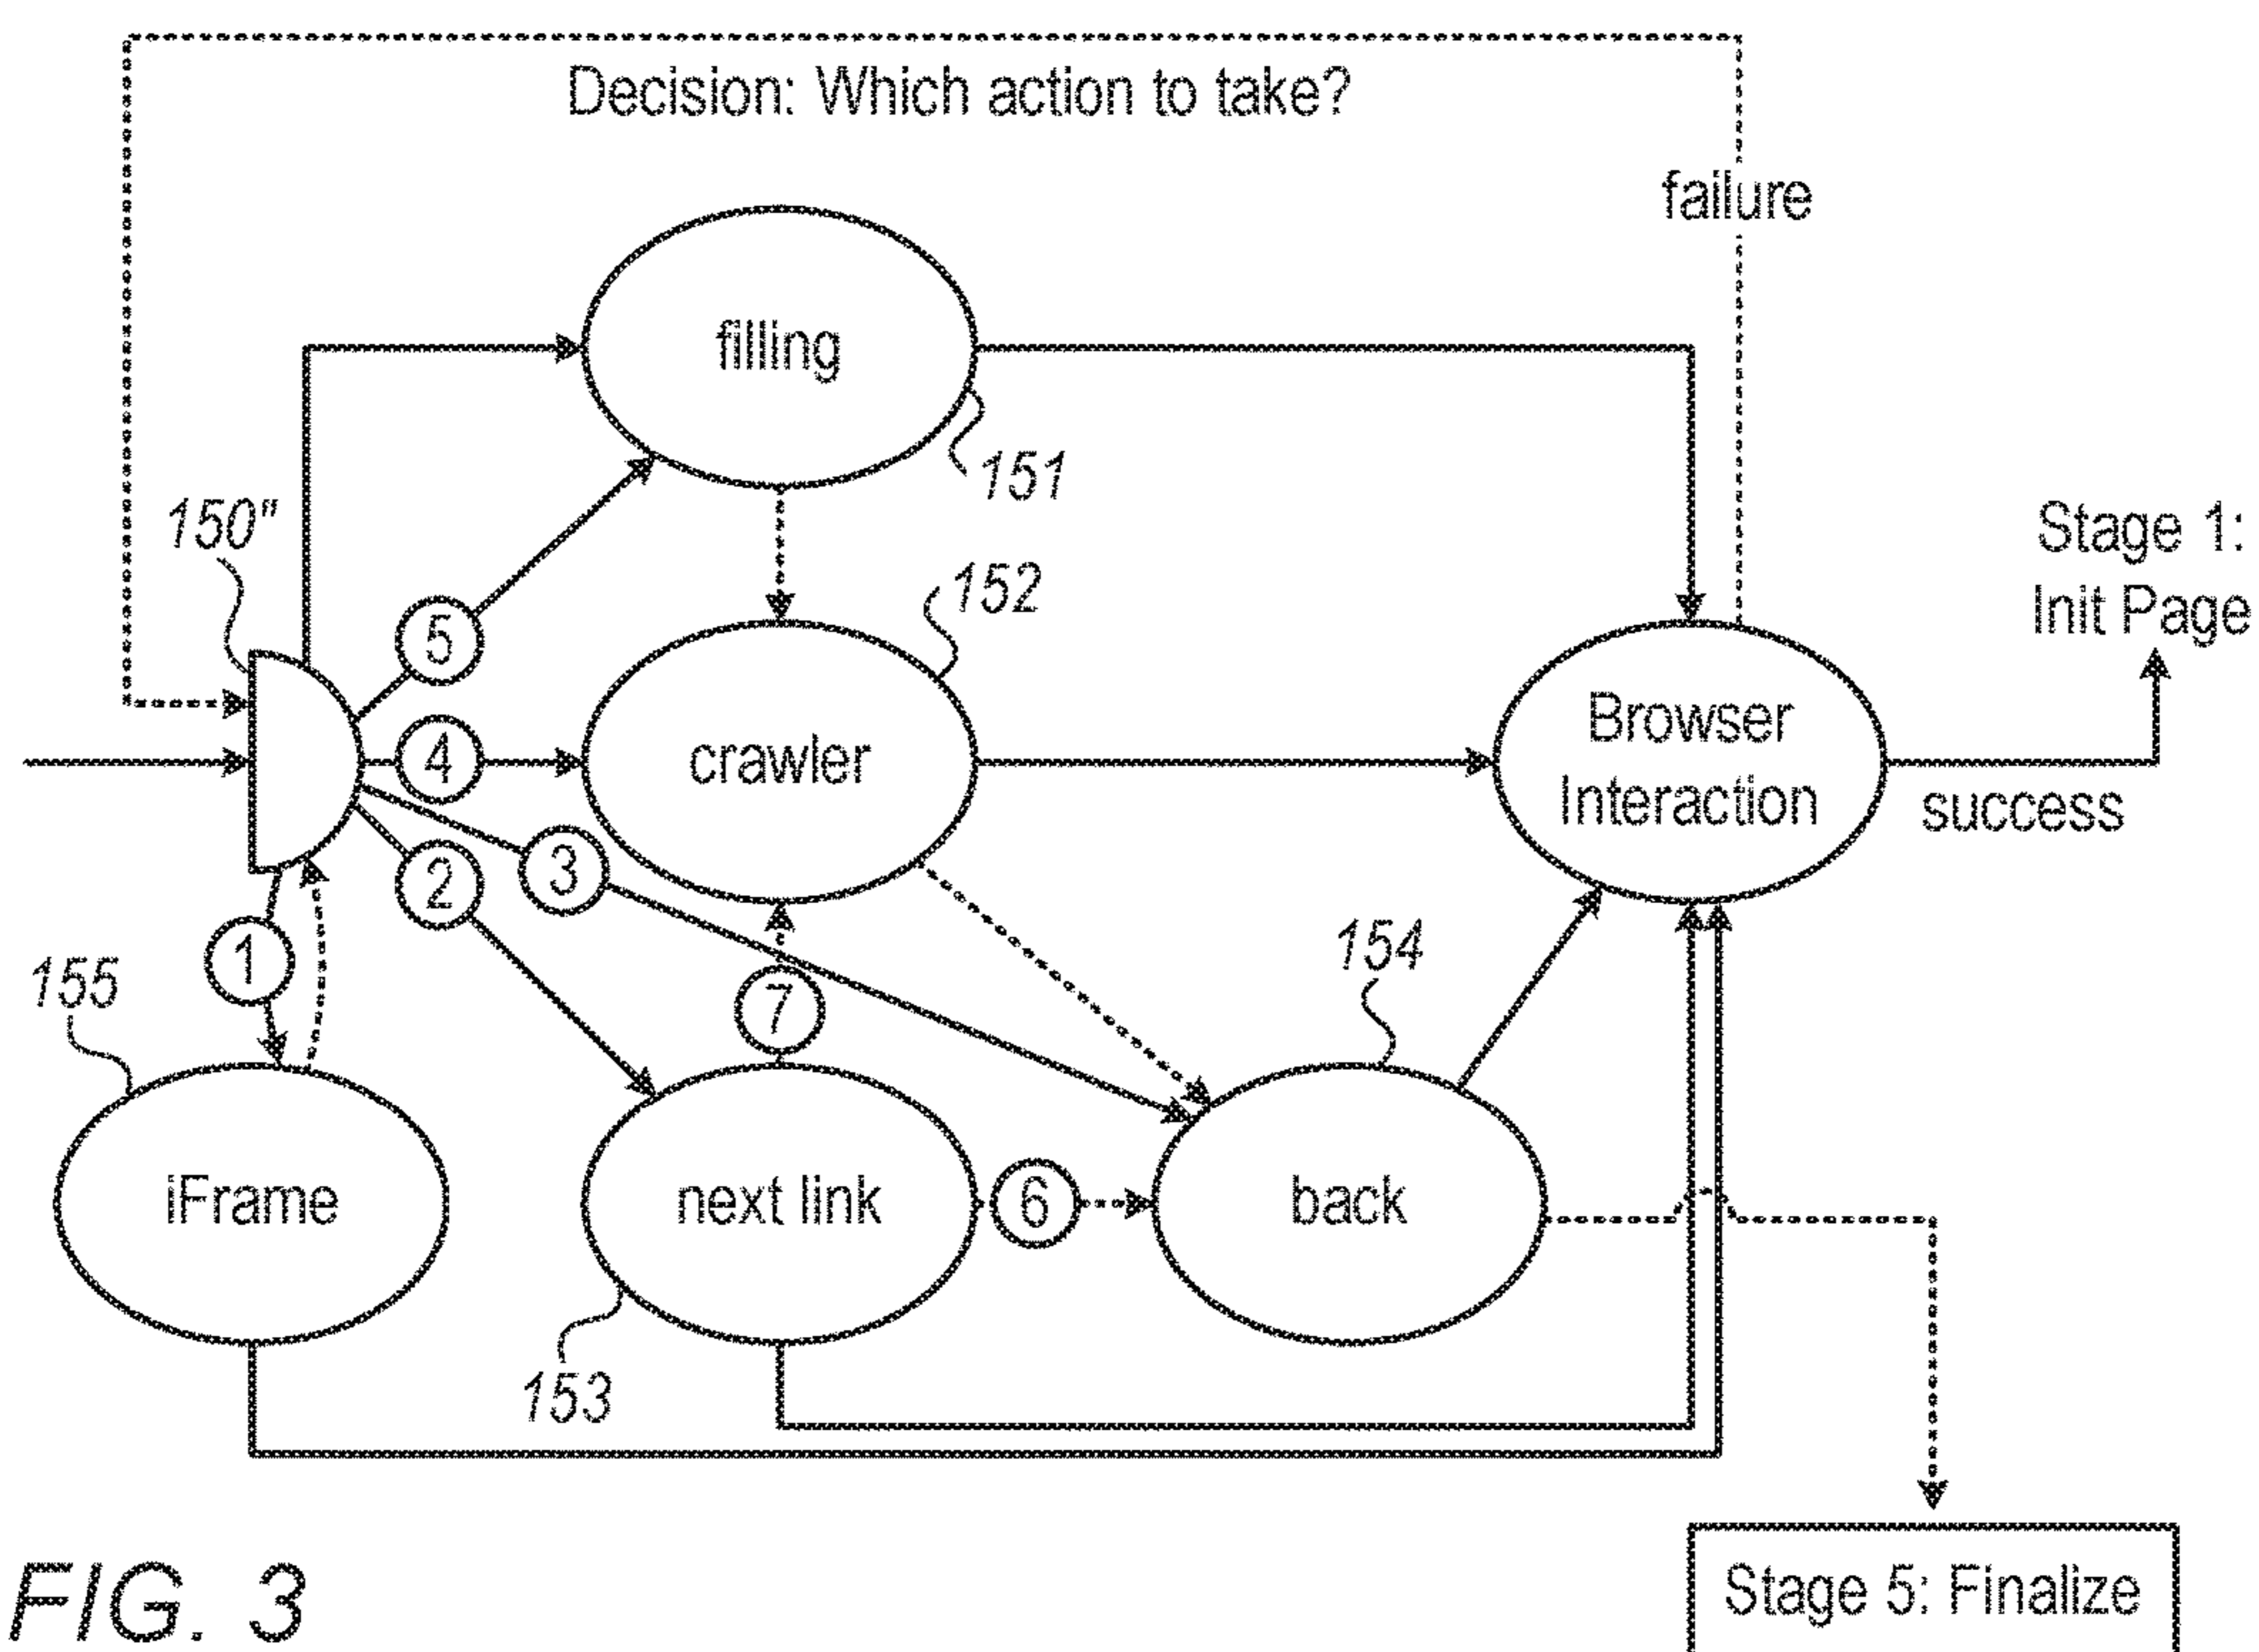 Decision: Which action to take?
failure
filling
151
150"
Stage 1:
Init Page
5
152
4
crawler
Browser
Interaction
success
3
2
1
7
154
155
iFrame
next link
6
back
153
Stage 5: Finalize
FIG. 3